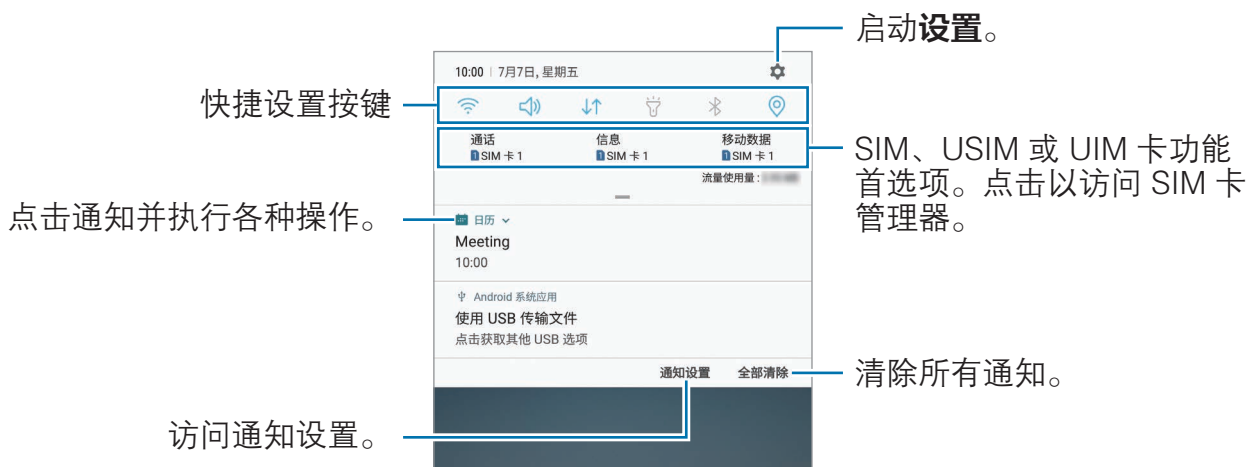 启动设置。
10:00 | 7月7日, 星期五
快捷设置按键
通话 信息 移动数据
1 SIM 卡 1 1 SIM 卡 1 1 SIM 卡 1
SIM、USIM 或 UIM 卡功能
首选项。点击以访问 SIM 卡
管理器。
流量使用量 :
点击通知并执行各种操作。
日历
Meeting
10:00
Android 系统应用
使用 USB 传输文件
点击获取其他 USB 选项
通知设置 全部清除
清除所有通知。
访问通知设置。